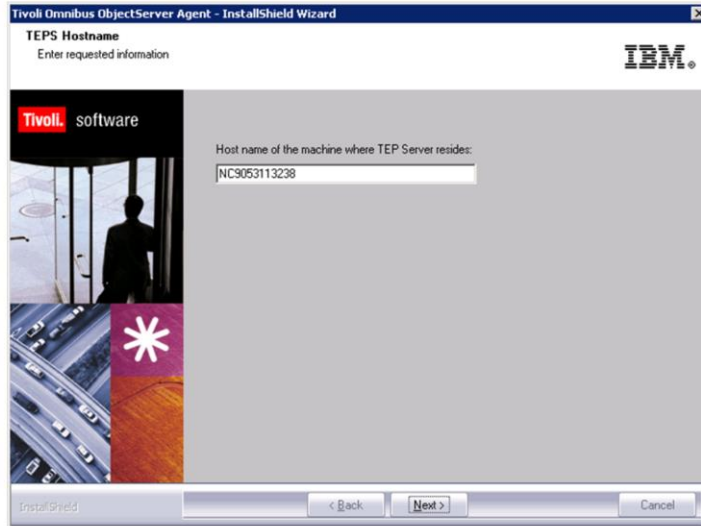 Tivoli Omnibus ObjectServer Agent - InstallShield Wizard
TEPS Hostname
Enter requested information
IBM®
Tivoli. software
Host name of the machine where TEP Server resides:
NC9053113238
InstallShield
< Back
Next >
Cancel